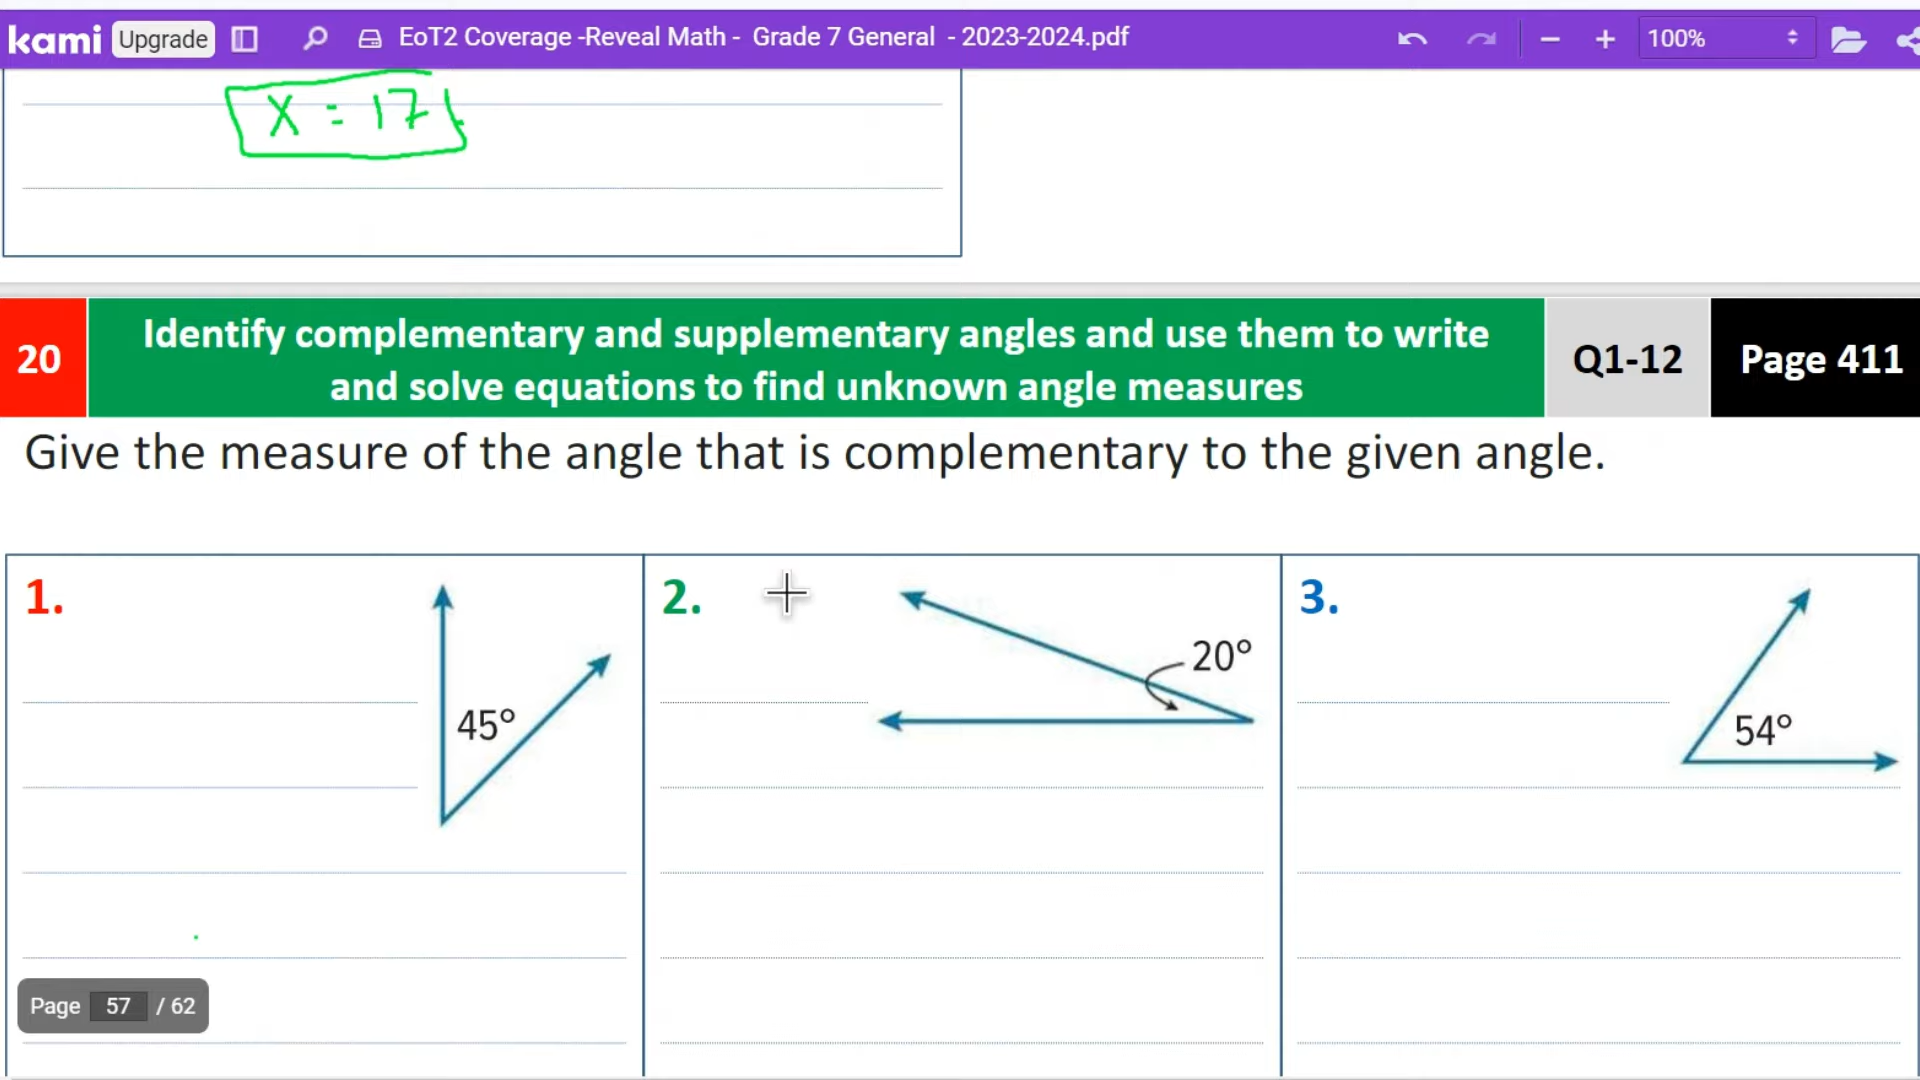 kami Upgrade EoT2 Coverage -Reveal Math - Grade 7 General - 2023-2024.pdf 100%
x = 17
20 Identify complementary and supplementary angles and use them to write and solve equations to find unknown angle measures Q1-12 Page 411
Give the measure of the angle that is complementary to the given angle.
1.
45°
2.
20°
3.
54°
Page 57 / 62